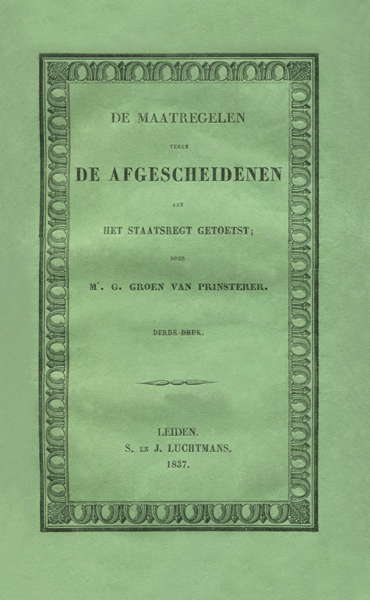 DE MAATREGELEN
TEGEN
DE AFGESCHEIDENEN
AAN
HET STAATSREGT GETOETST;
DOOR
Mr. G. GROEN VAN PRINSTERER.
DERDE DRUK.
LEIDEN.
S. EN J. LUCHTMANS.
1837.